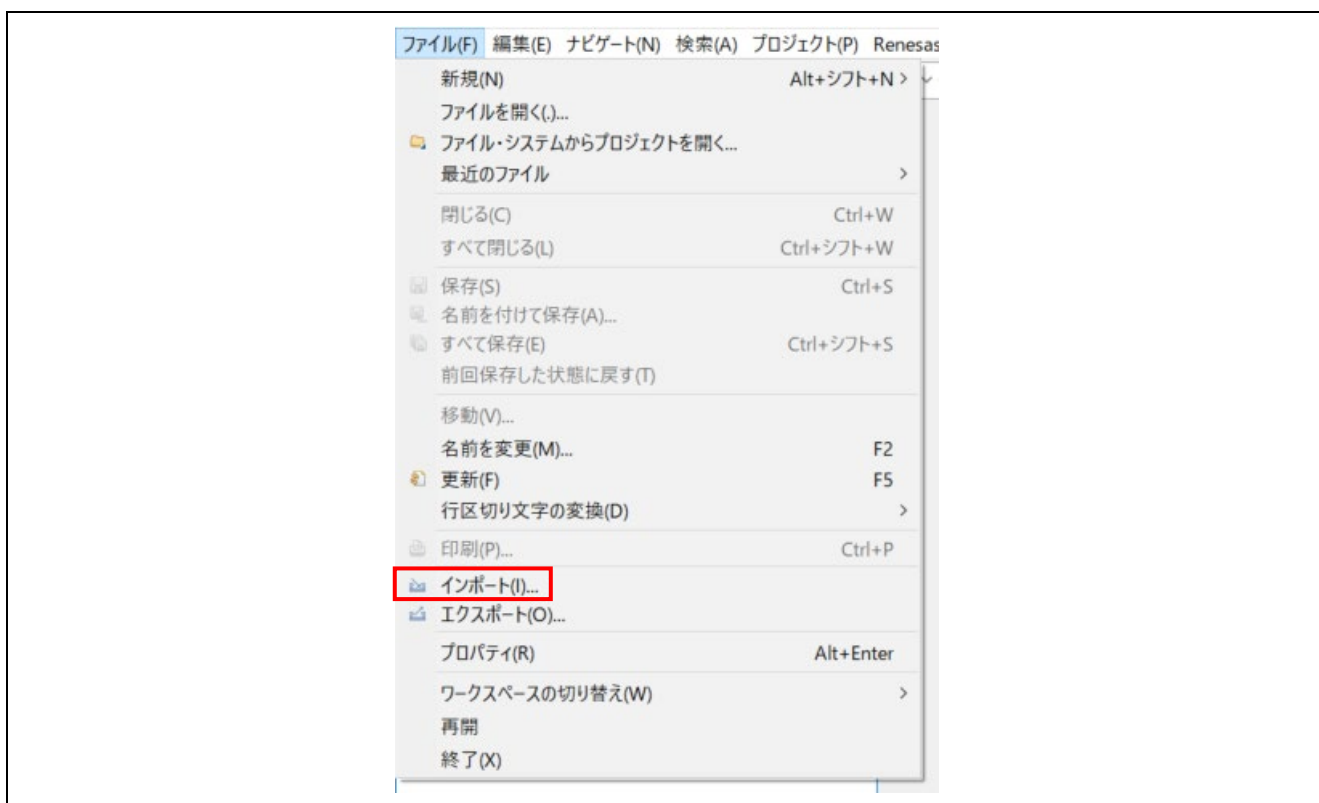 ファイル(F) 編集(E) ナビゲート(N) 検索(A) プロジェクト(P) Renesas
新規(N) Alt+シフト+N >
ファイルを開く(.)...
ファイル・システムからプロジェクトを開く...
最近のファイル >
閉じる(C) Ctrl+W
すべて閉じる(L) Ctrl+シフト+W
保存(S) Ctrl+S
名前を付けて保存(A)...
すべて保存(E) Ctrl+シフト+S
前回保存した状態に戻す(T)
移動(V)...
名前を変更(M)... F2
更新(F) F5
行区切り文字の変換(D) >
印刷(P)... Ctrl+P
インポート(I)...
エクスポート(O)...
プロパティ(R) Alt+Enter
ワークスペースの切り替え(W) >
再開
終了(X)